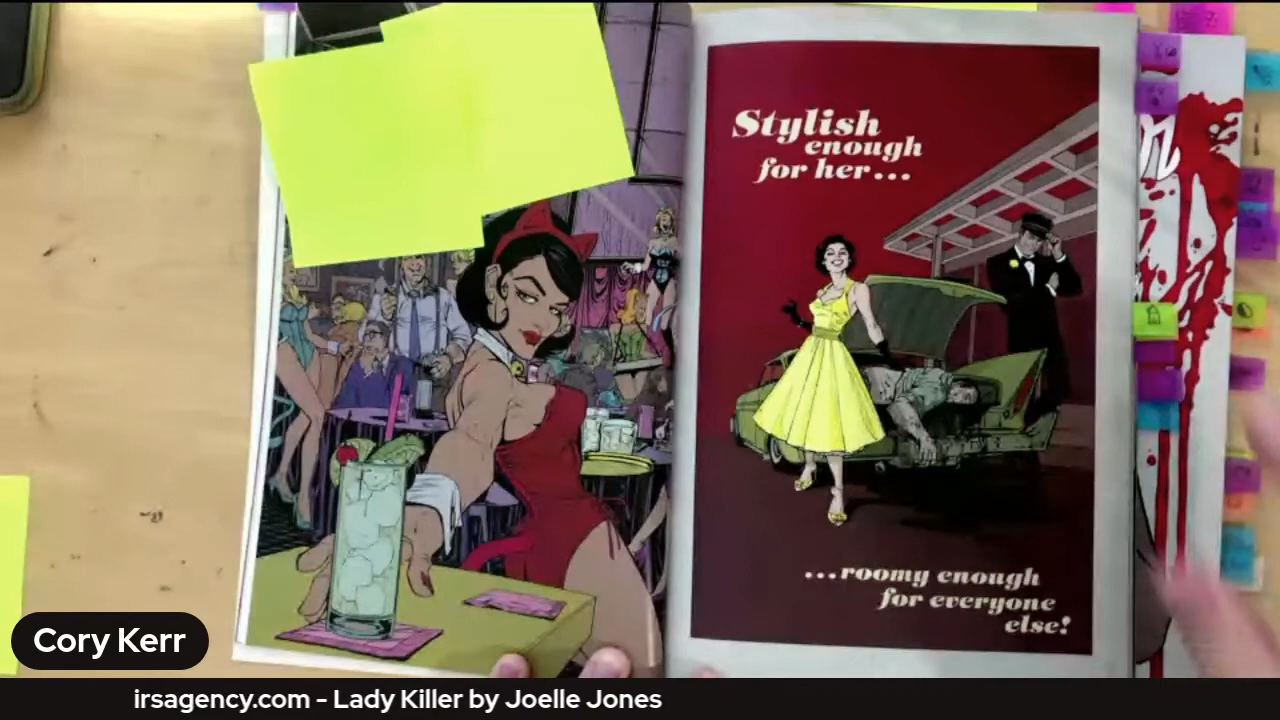 Stylish
enough
for her...
...roomy enough
for everyone
else!
Cory Kerr
irsagency.com - Lady Killer by Joelle Jones